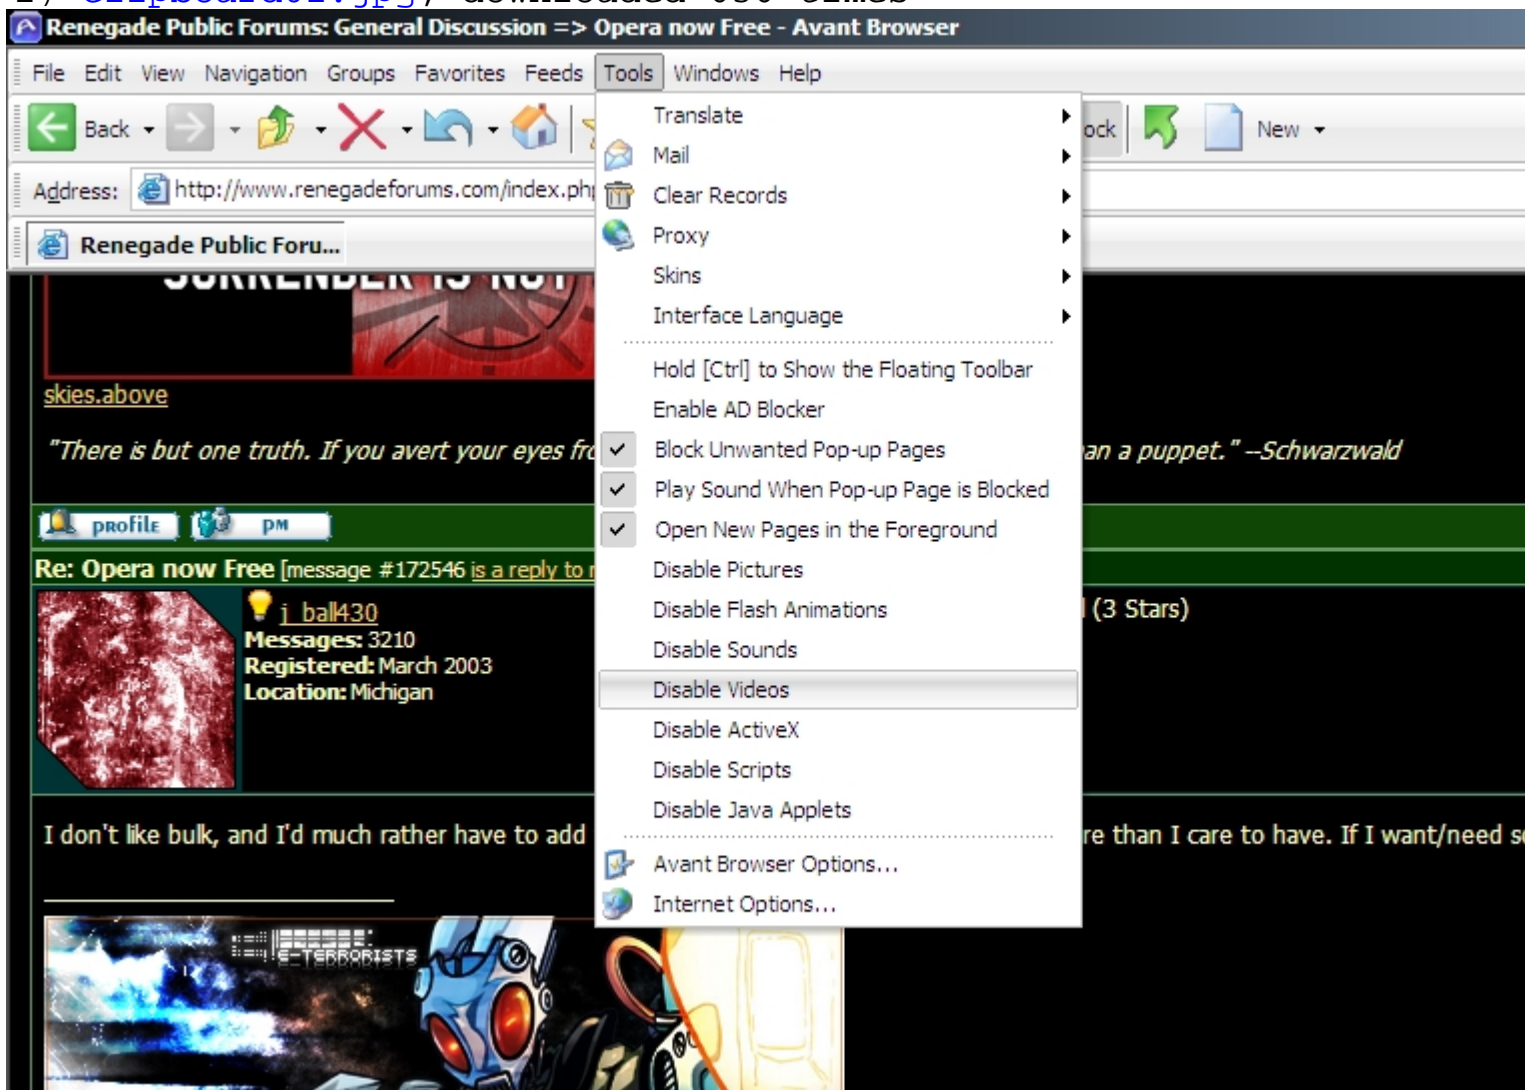 Renegade Public Forums: General Discussion => Opera now Free - Avant Browser
File Edit View Navigation Groups Favorites Feeds Tools Windows Help
Back New
Address: http://www.renegadeforums.com/index.php
Renegade Public Foru...
Translate
Mail
Clear Records
Proxy
Skins
Interface Language
Hold [Ctrl] to Show the Floating Toolbar
Enable AD Blocker
Block Unwanted Pop-up Pages
Play Sound When Pop-up Page is Blocked
Open New Pages in the Foreground
Disable Pictures
Disable Flash Animations
Disable Sounds
Disable Videos
Disable ActiveX
Disable Scripts
Disable Java Applets
Avant Browser Options...
Internet Options...
SURRENDER IS NOT
skies.above
"There is but one truth. If you avert your eyes an a puppet." --Schwarzwald
profile pm
Re: Opera now Free [message #172546 is a reply to
j_ball430 (3 Stars)
Messages: 3210
Registered: March 2003
Location: Michigan
I don't like bulk, and I'd much rather have to add re than I care to have. If I want/need
E-TERRORISTS